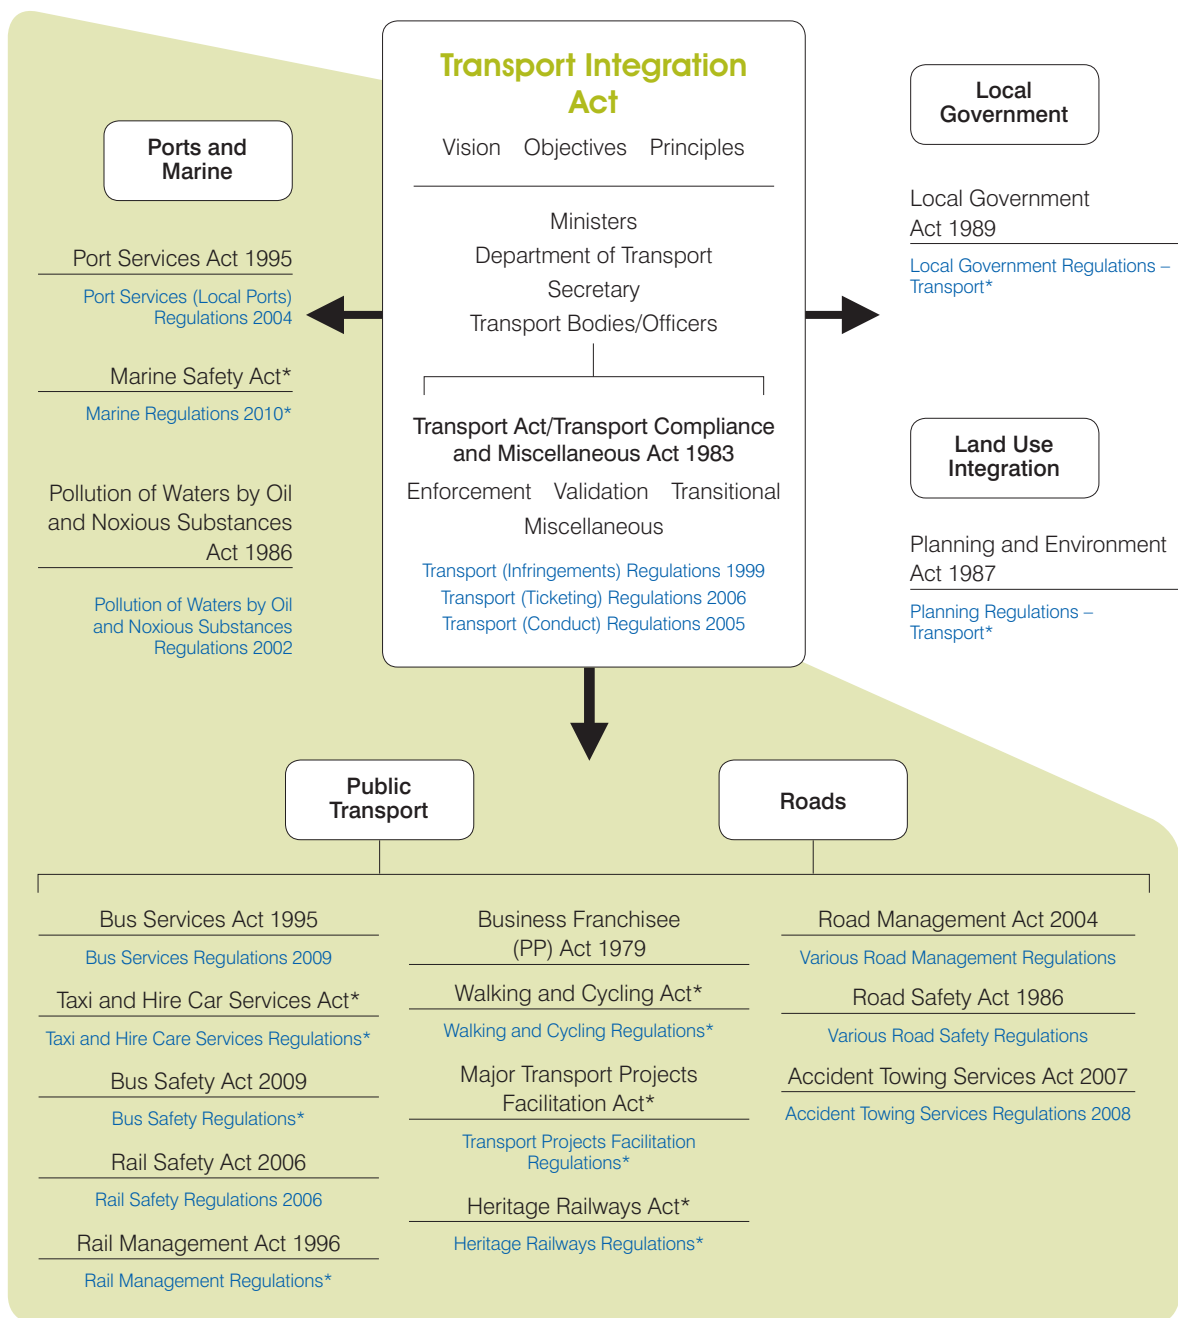 Transport Integration
Act
Vision Objectives Principles
Ministers
Department of Transport
Secretary
Transport Bodies/Officers
Transport Act/Transport Compliance
and Miscellaneous Act 1983
Enforcement Validation Transitional
Miscellaneous
Transport (Infringements) Regulations 1999
Transport (Ticketing) Regulations 2006
Transport (Conduct) Regulations 2005
Ports and
Marine
Port Services Act 1995
Port Services (Local Ports)
Regulations 2004
Marine Safety Act*
Marine Regulations 2010*
Pollution of Waters by Oil
and Noxious Substances
Act 1986
Pollution of Waters by Oil
and Noxious Substances
Regulations 2002
Local
Government
Local Government
Act 1989
Local Government Regulations –
Transport*
Land Use
Integration
Planning and Environment
Act 1987
Planning Regulations –
Transport*
Public
Transport
Roads
Bus Services Act 1995
Bus Services Regulations 2009
Taxi and Hire Car Services Act*
Taxi and Hire Care Services Regulations*
Bus Safety Act 2009
Bus Safety Regulations*
Rail Safety Act 2006
Rail Safety Regulations 2006
Rail Management Act 1996
Rail Management Regulations*
Business Franchisee
(PP) Act 1979
Walking and Cycling Act*
Walking and Cycling Regulations*
Major Transport Projects
Facilitation Act*
Transport Projects Facilitation
Regulations*
Heritage Railways Act*
Heritage Railways Regulations*
Road Management Act 2004
Various Road Management Regulations
Road Safety Act 1986
Various Road Safety Regulations
Accident Towing Services Act 2007
Accident Towing Services Regulations 2008